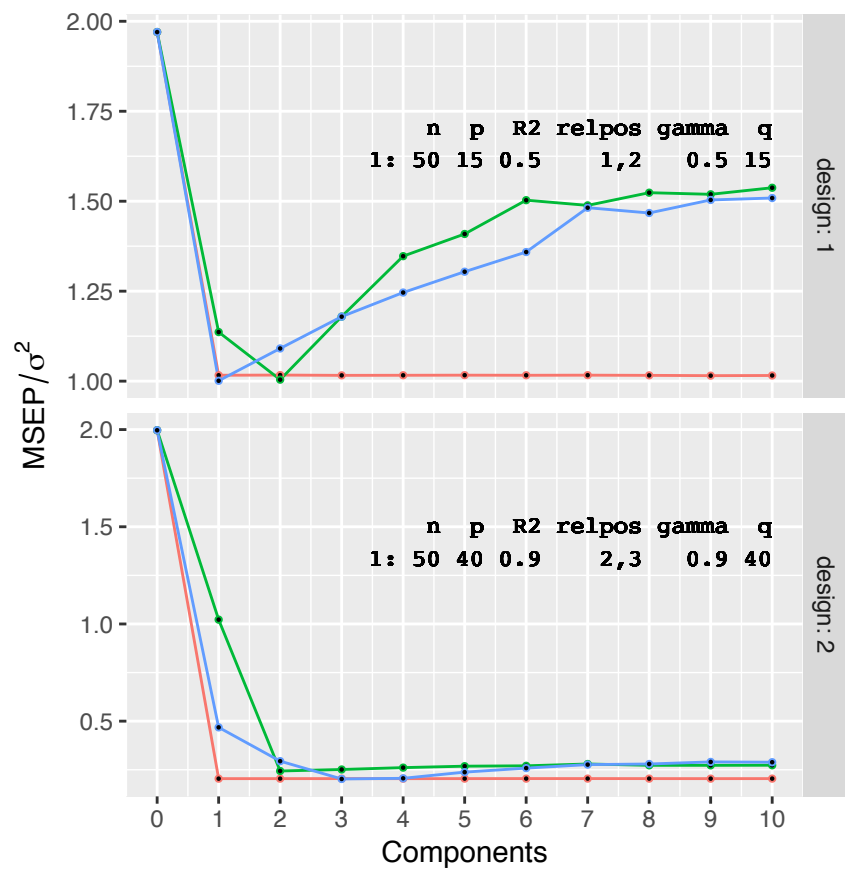 MSEP/σ²
2.00
1.75
1.50
1.25
1.00
n p R2 relpos gamma q
1: 50 15 0.5 1,2 0.5 15
design: 1
2.0
1.5
1.0
0.5
n p R2 relpos gamma q
1: 50 40 0.9 2,3 0.9 40
design: 2
0 1 2 3 4 5 6 7 8 9 10
Components